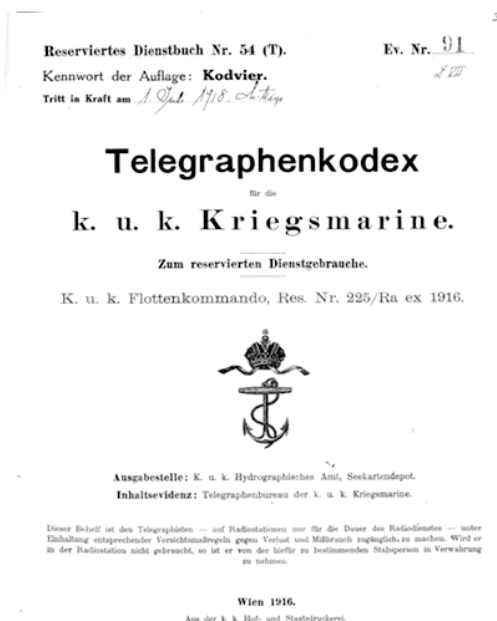 Reserviertes Dienstbuch Nr. 54 (T).
Ev. Nr. 91
Kennwort der Auflage: Kodvier.
Tritt in Kraft am 1. Juli 1918.
Telegraphenkodex
für die
k. u. k. Kriegsmarine.
Zum reservierten Dienstgebrauche.
K. u. k. Flottenkommando, Res. Nr. 225/Ra ex 1916.
Ausgabestelle: K. u. k. Hydrographisches Amt, Seekartendepot.
Inhaltsevidenz: Telegraphenbureau der k. u. k. Kriegsmarine.
Dieser Behelf ist den Telegraphisten — auf Radiostationen nur für die Dauer des Radiodienstes — unter
Einhaltung entsprechender Vorsichtsmaßregeln gegen Verlust und Mißbrauch zugänglich zu machen. Wird er
in der Radiostation nicht gebraucht, so ist er von der hiefür zu bestimmenden Stabsperson in Verwahrung
zu nehmen.
Wien 1916.
Aus der k. k. Hof- und Staatsdruckerei.